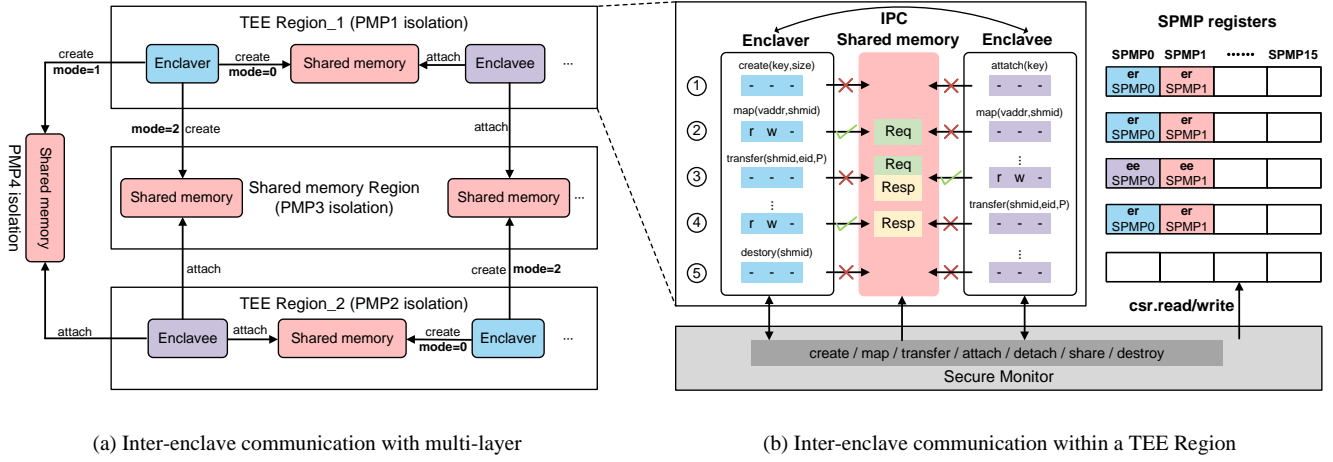 TEE Region_1 (PMP1 isolation)
create
mode=1
Enclaver
create
mode=0
Shared memory
attach
Enclavee
...
mode=2 create
attach
Shared memory
PMP4 isolation
Shared memory
Shared memory Region
(PMP3 isolation)
Shared memory
...
attach
create
mode=2
TEE Region_2 (PMP2 isolation)
attach
Enclavee
attach
Shared memory
create
mode=0
Enclaver
...
(a) Inter-enclave communication with multi-layer
IPC
Enclaver
Shared memory
Enclavee
create(key,size)
attatch(key)
1
- - -
- - -
map(vaddr,shmid)
map(vaddr,shmid)
2
r w -
Req
- - -
transfer(shmid,eid,P)
...
3
- - -
Req
Resp
r w -
...
transfer(shmid,eid,P)
4
r w -
Resp
- - -
destory(shmid)
...
5
- - -
- - -
SPMP registers
SPMP0 SPMP1 ...... SPMP15
er er
SPMP0 SPMP1
er er
SPMP0 SPMP1
ee ee
SPMP0 SPMP1
er er
SPMP0 SPMP1
csr.read/write
create / map / transfer / attach / detach / share / destroy
Secure Monitor
(b) Inter-enclave communication within a TEE Region